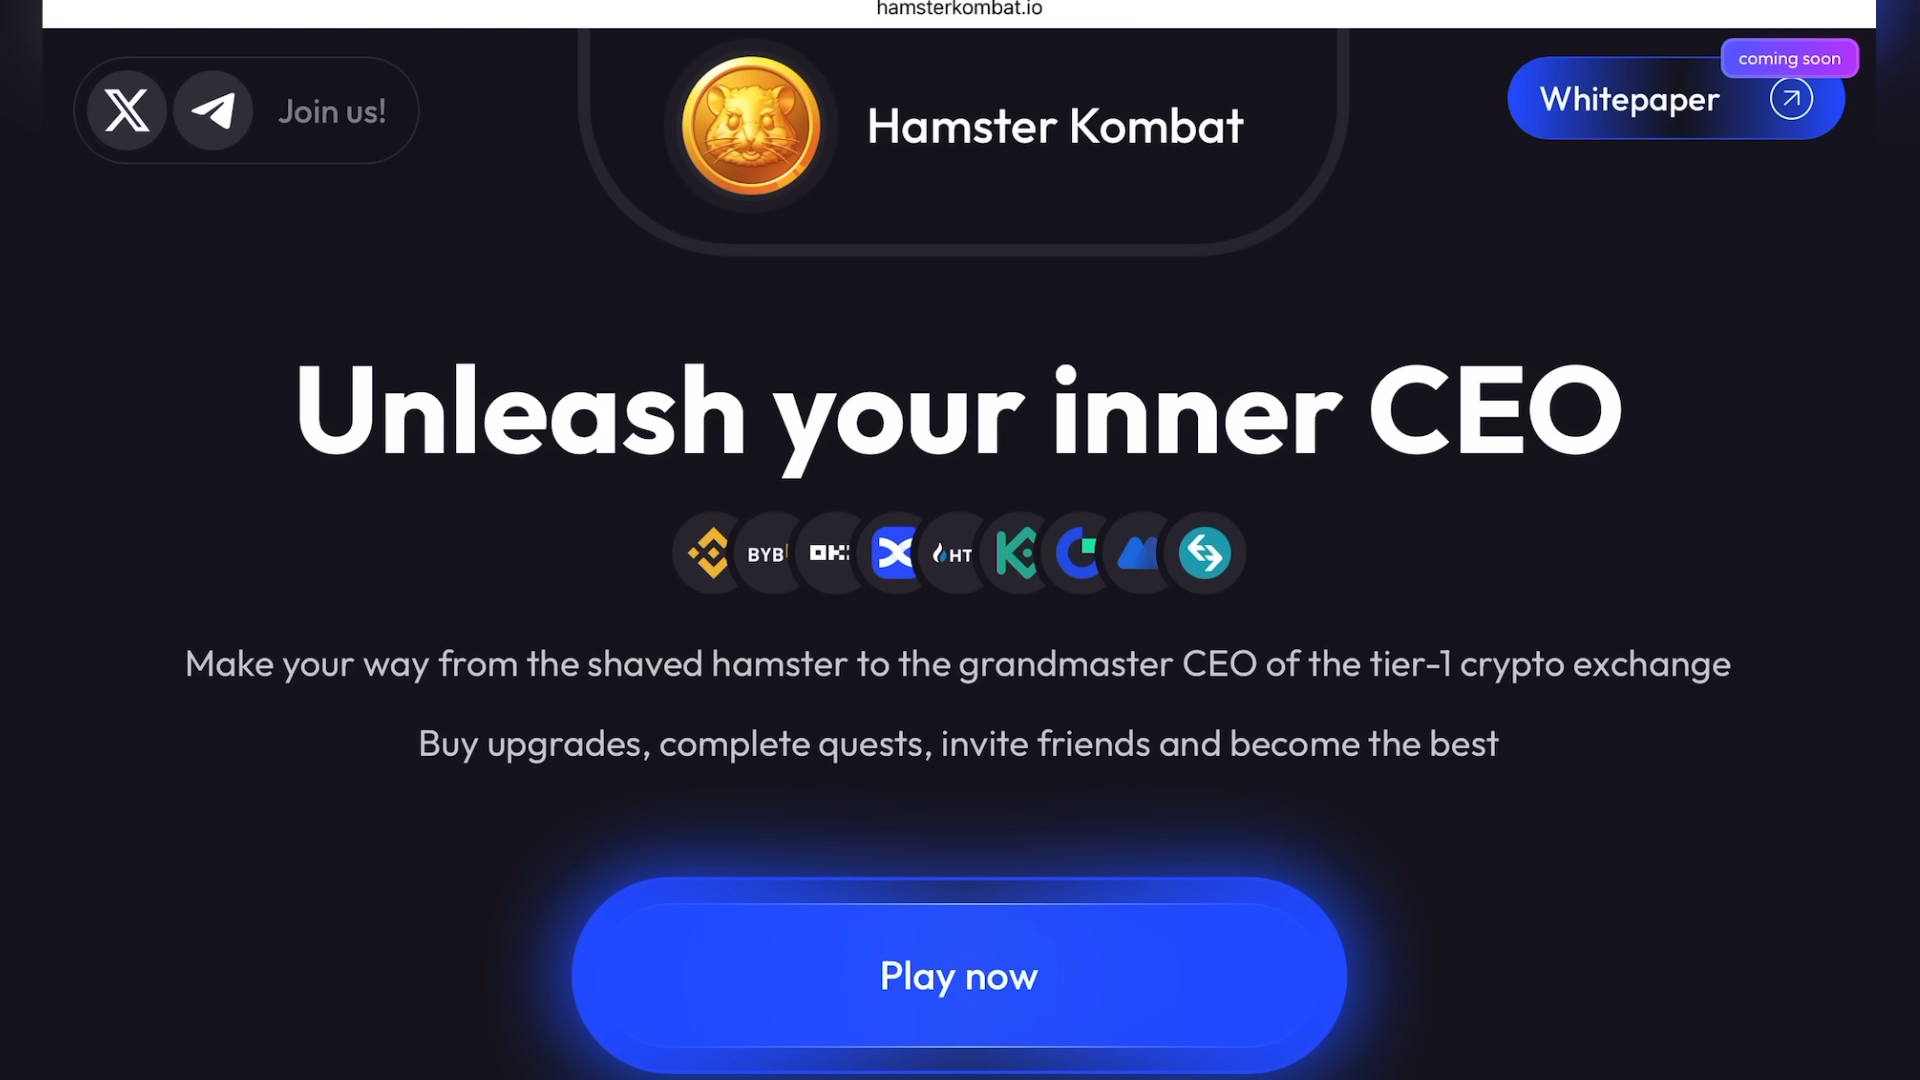 hamsterkombat.io
Join us!
Hamster Kombat
coming soon
Whitepaper
Unleash your inner CEO
BYB
OK
HT
Make your way from the shaved hamster to the grandmaster CEO of the tier-1 crypto exchange
Buy upgrades, complete quests, invite friends and become the best
Play now